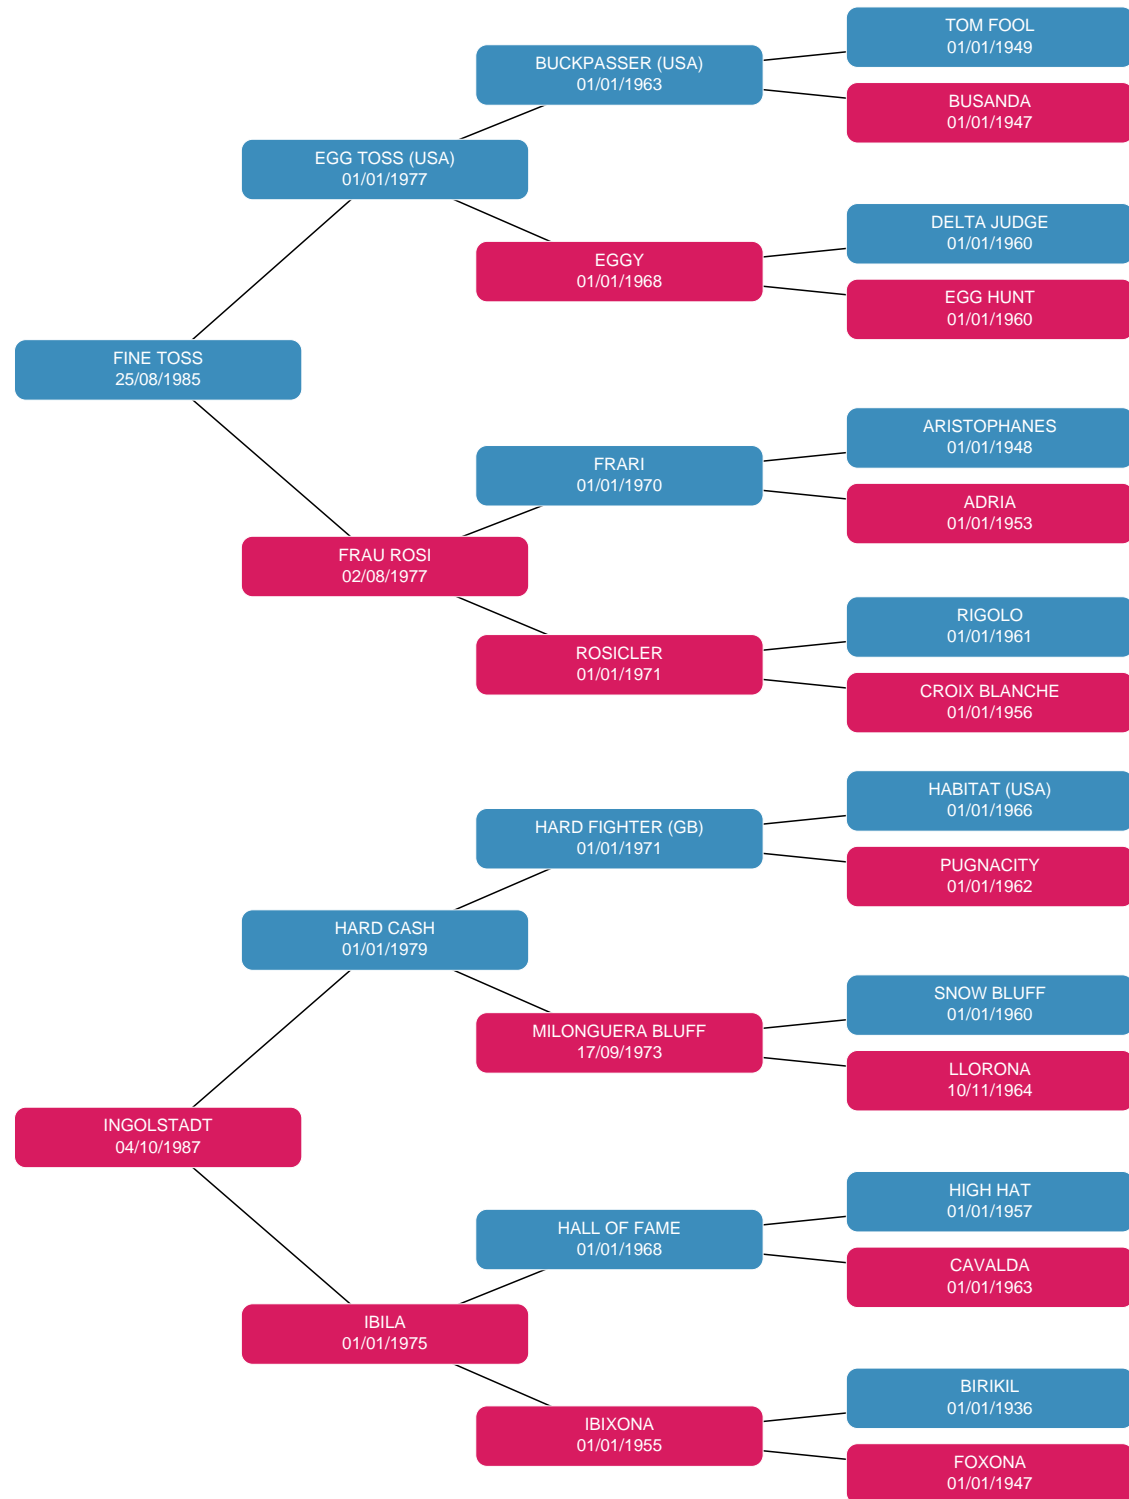 TOM FOOL
01/01/1949
BUCKPASSER (USA)
01/01/1963
BUSANDA
01/01/1947
EGG TOSS (USA)
01/01/1977
DELTA JUDGE
01/01/1960
EGGY
01/01/1968
EGG HUNT
01/01/1960
FINE TOSS
25/08/1985
ARISTOPHANES
01/01/1948
FRARI
01/01/1970
ADRIA
01/01/1953
FRAU ROSI
02/08/1977
RIGOLO
01/01/1961
ROSICLER
01/01/1971
CROIX BLANCHE
01/01/1956
HABITAT (USA)
01/01/1966
HARD FIGHTER (GB)
01/01/1971
PUGNACITY
01/01/1962
HARD CASH
01/01/1979
SNOW BLUFF
01/01/1960
MILONGUERA BLUFF
17/09/1973
LLORONA
10/11/1964
INGOLSTADT
04/10/1987
HIGH HAT
01/01/1957
HALL OF FAME
01/01/1968
CAVALDA
01/01/1963
IBILA
01/01/1975
BIRIKIL
01/01/1936
IBIXONA
01/01/1955
FOXONA
01/01/1947